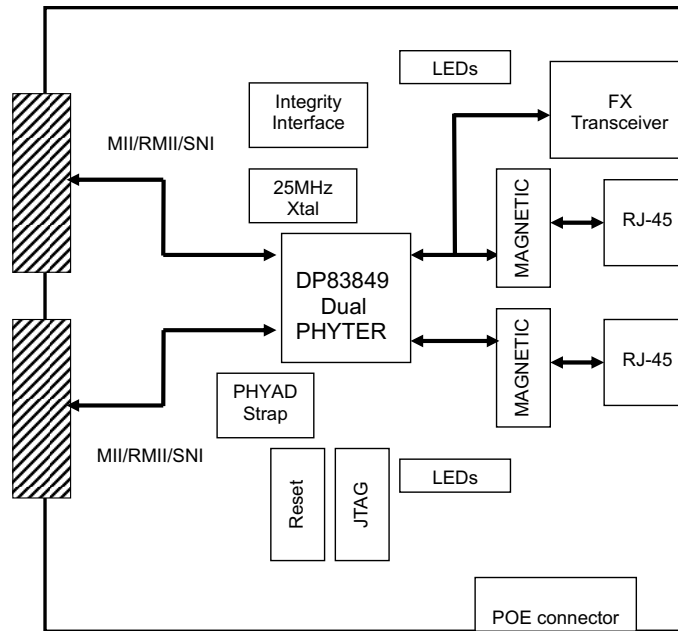 LEDs
Integrity
Interface
FX
Transceiver
MII/RMII/SNI
25MHz
Xtal
MAGNETIC
RJ-45
DP83849
Dual
PHYTER
MAGNETIC
RJ-45
PHYAD
Strap
MII/RMII/SNI
Reset
JTAG
LEDs
POE connector